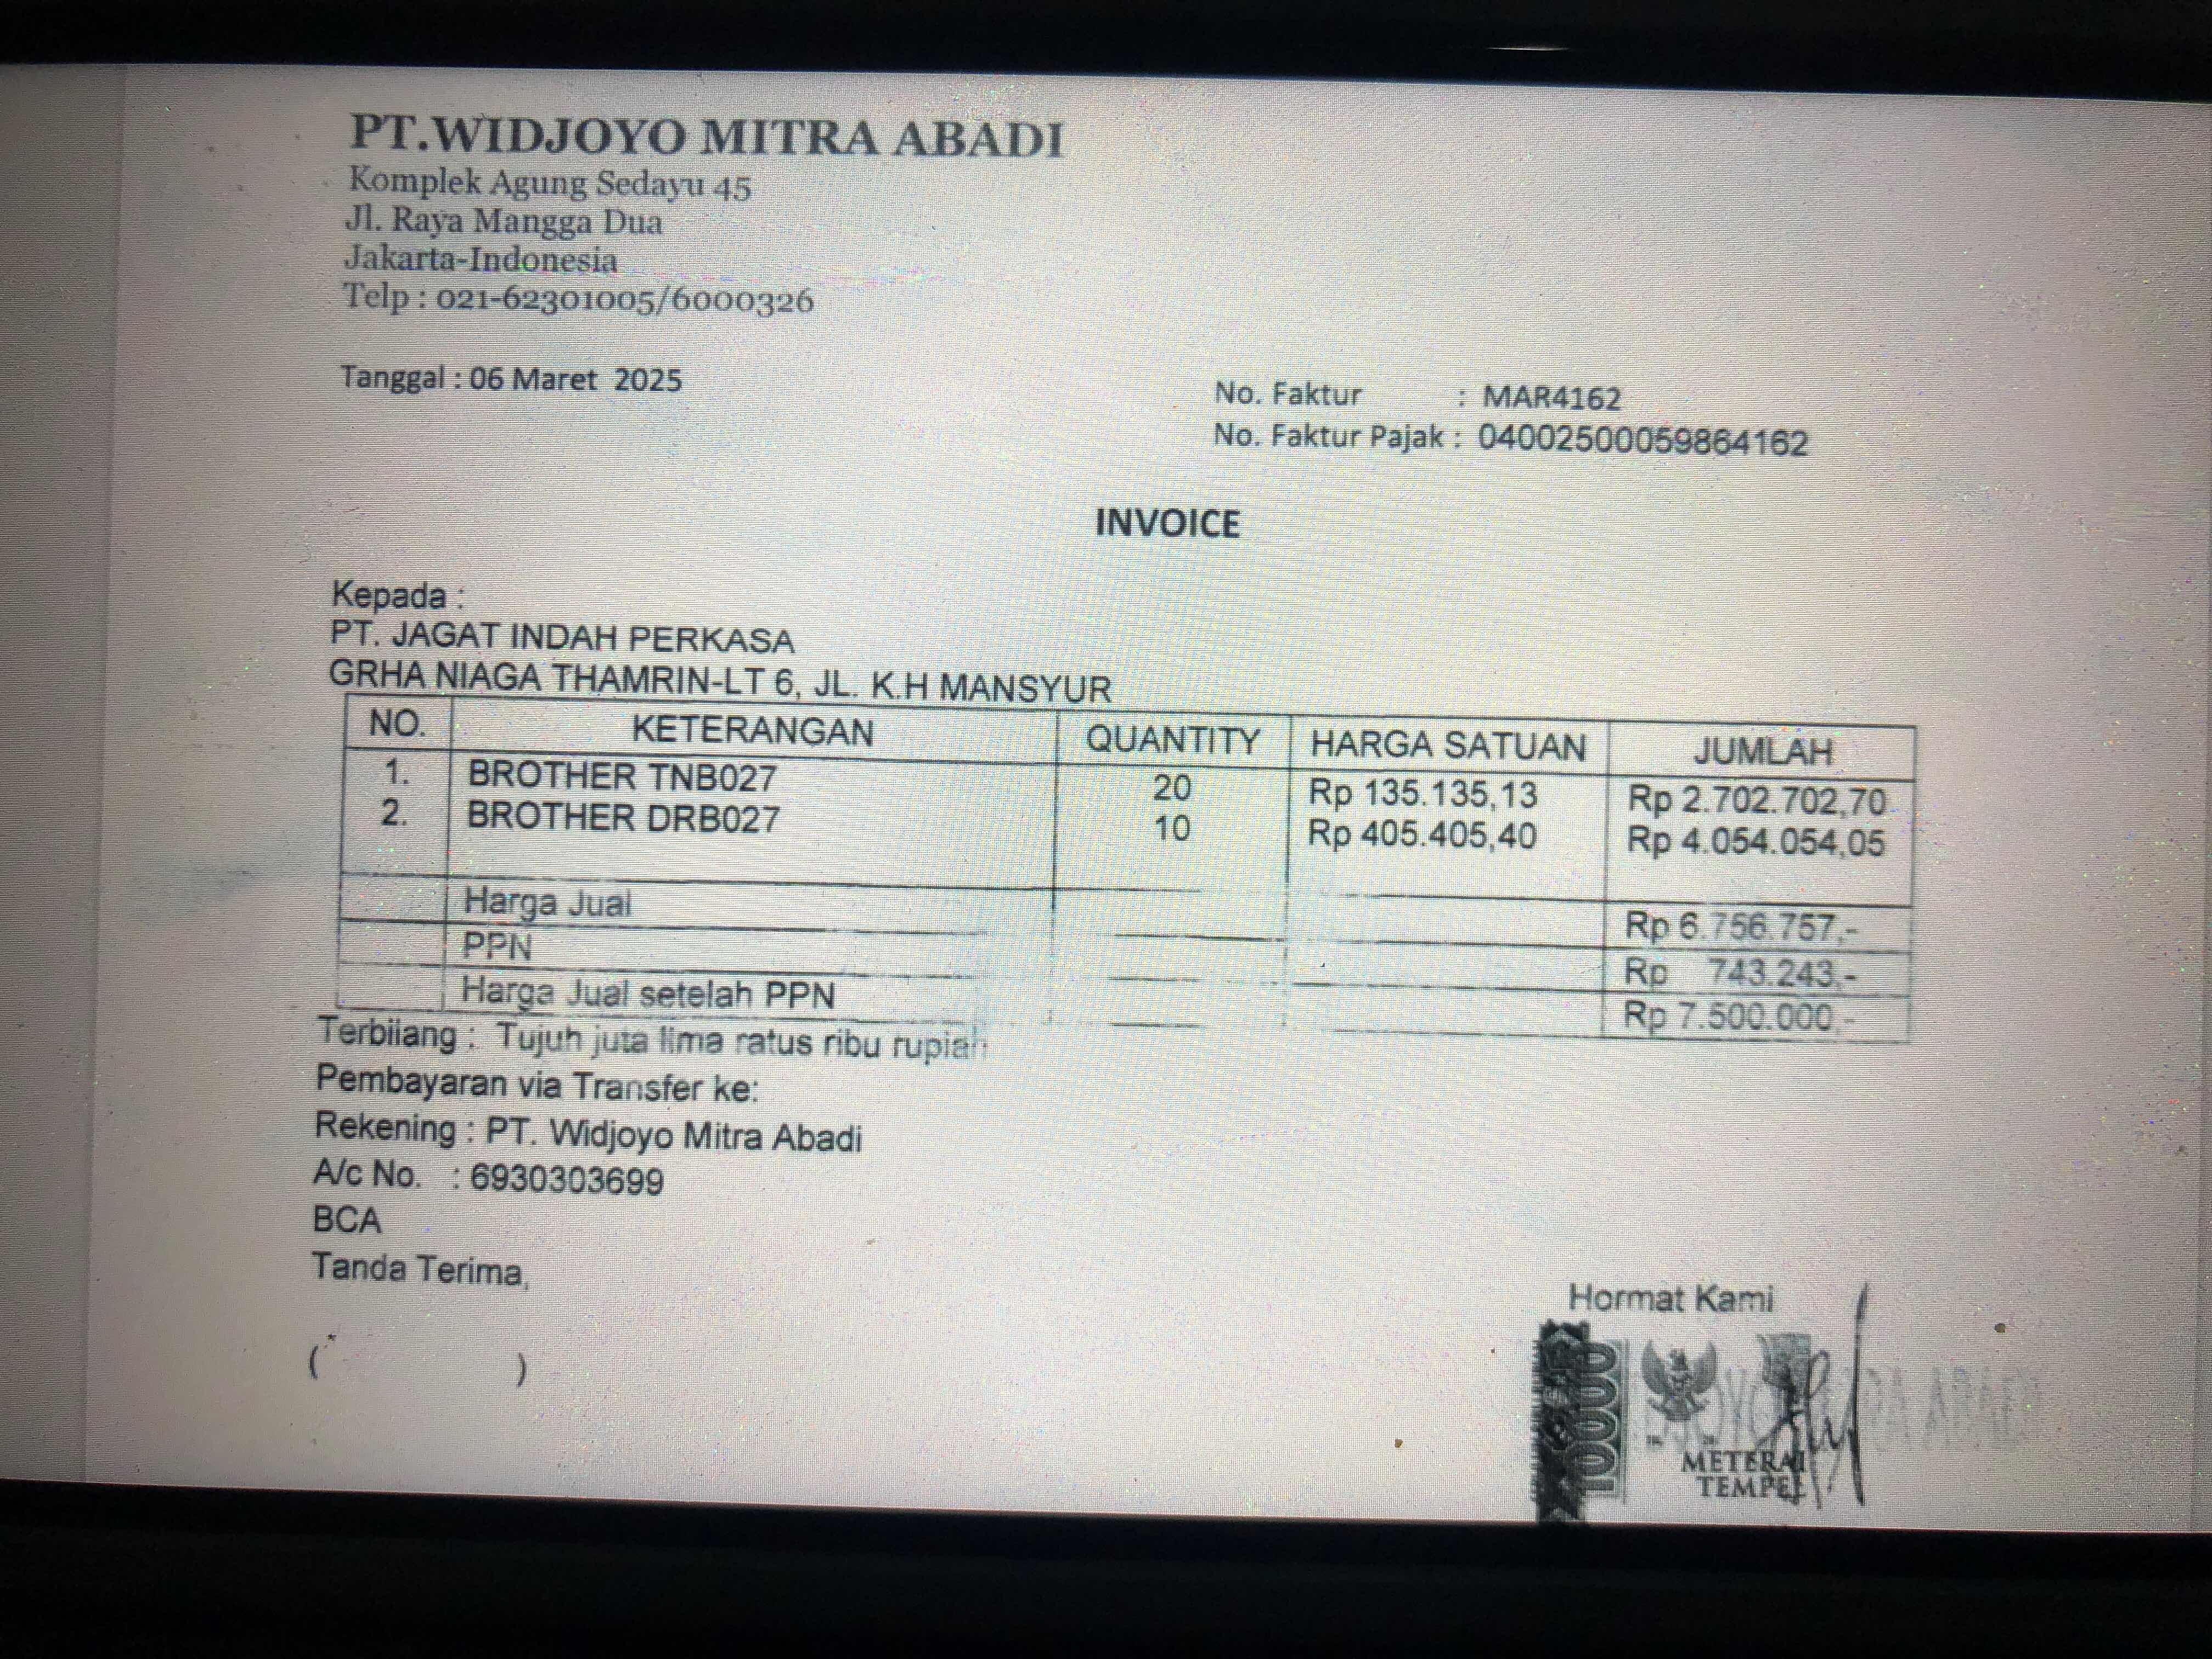 PT.WIDJOYO MITRA ABADI
Komplek Agung Sedayu 45
Jl. Raya Mangga Dua
Jakarta-Indonesia
Telp : 021-62301005/6000326
Tanggal : 06 Maret 2025
No. Faktur : MAR4162
No. Faktur Pajak : 04002500059864162
INVOICE
Kepada :
PT. JAGAT INDAH PERKASA
GRHA NIAGA THAMRIN-LT 6, JL. K.H MANSYUR
NO. KETERANGAN QUANTITY HARGA SATUAN JUMLAH
1. BROTHER TNB027 20 Rp 135.135,13 Rp 2.702.702,70
2. BROTHER DRB027 10 Rp 405.405,40 Rp 4.054.054,05
Harga Jual Rp 6.756.757,-
PPN Rp 743.243,-
Harga Jual setelah PPN Rp 7.500.000,-
Terbilang : Tujuh juta lima ratus ribu rupiah
Pembayaran via Transfer ke:
Rekening : PT. Widjoyo Mitra Abadi
A/c No. : 6930303699
BCA
Tanda Terima,
( )
Hormat Kami
10000
METERAI
TEMPEL